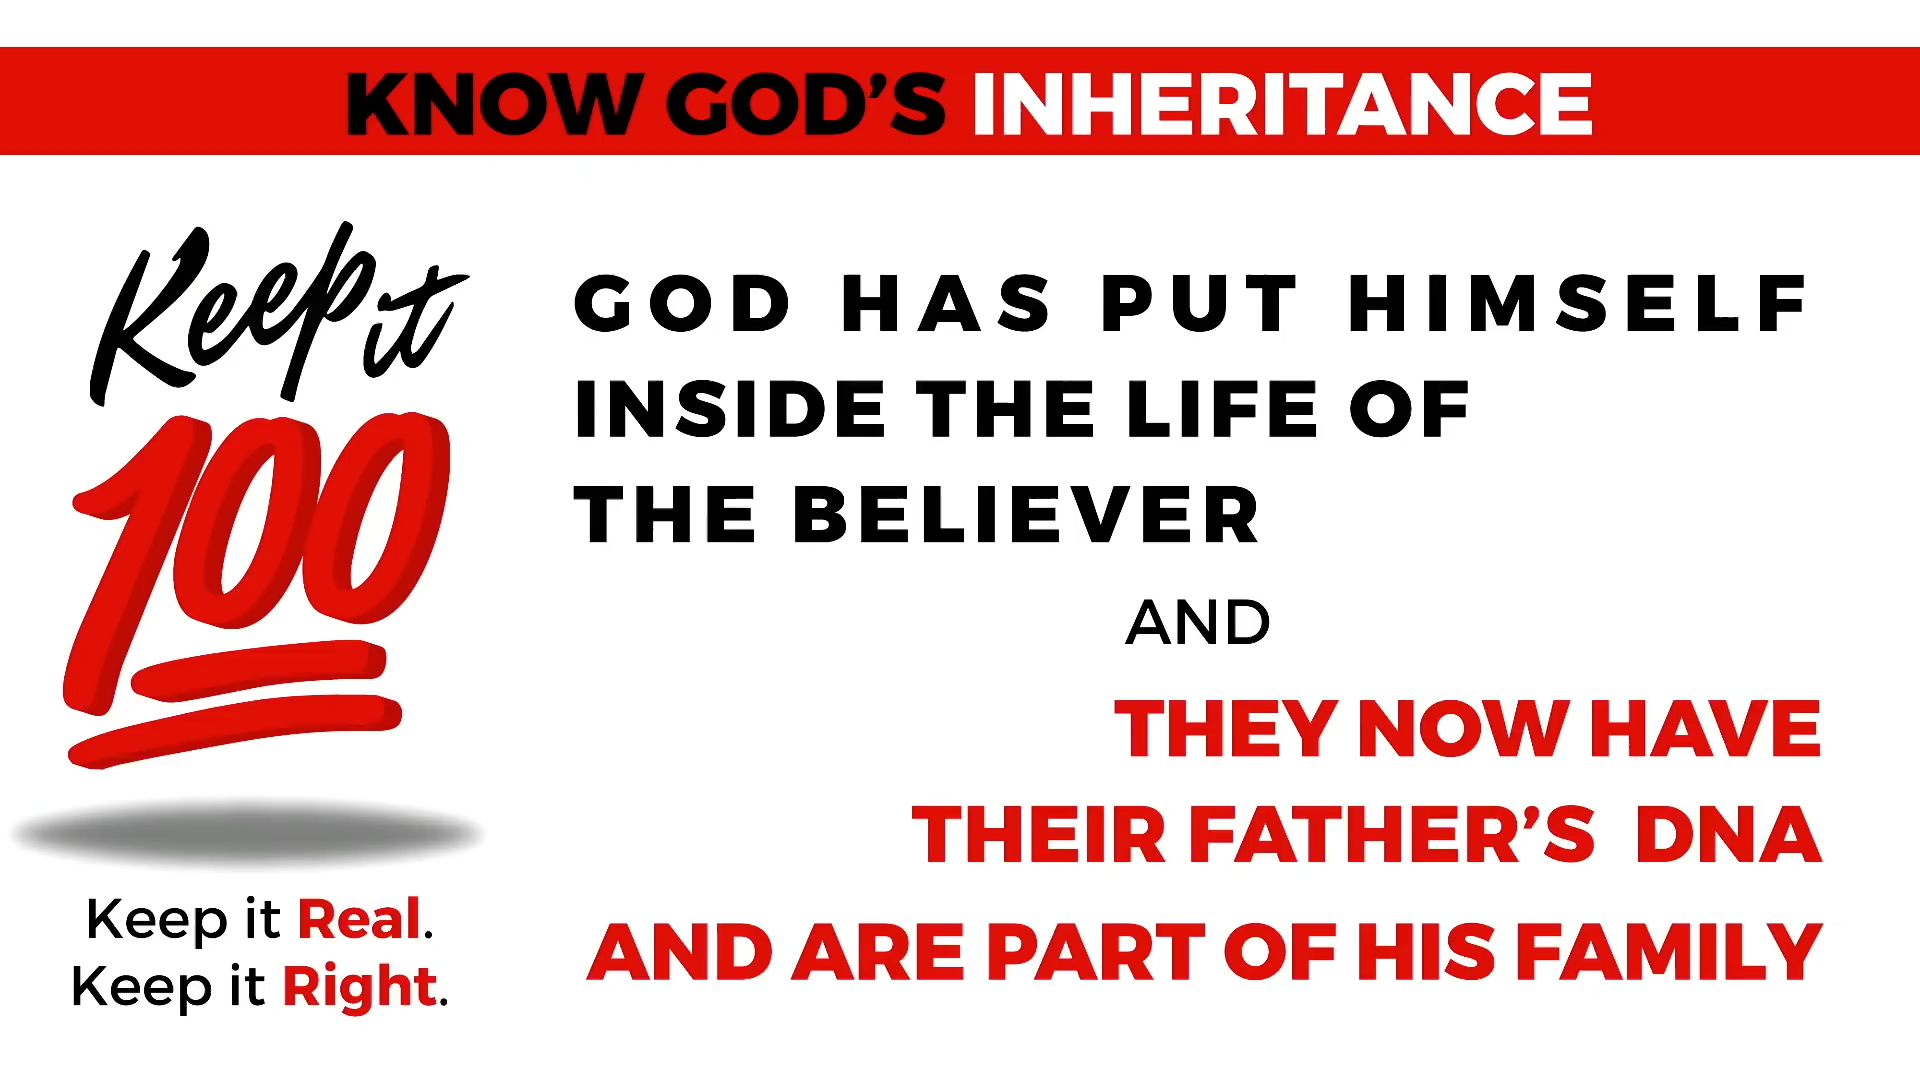 KNOW GOD’S INHERITANCE
Keep it
100
Keep it Real.
Keep it Right.
GOD HAS PUT HIMSELF
INSIDE THE LIFE OF
THE BELIEVER
AND
THEY NOW HAVE
THEIR FATHER’S DNA
AND ARE PART OF HIS FAMILY